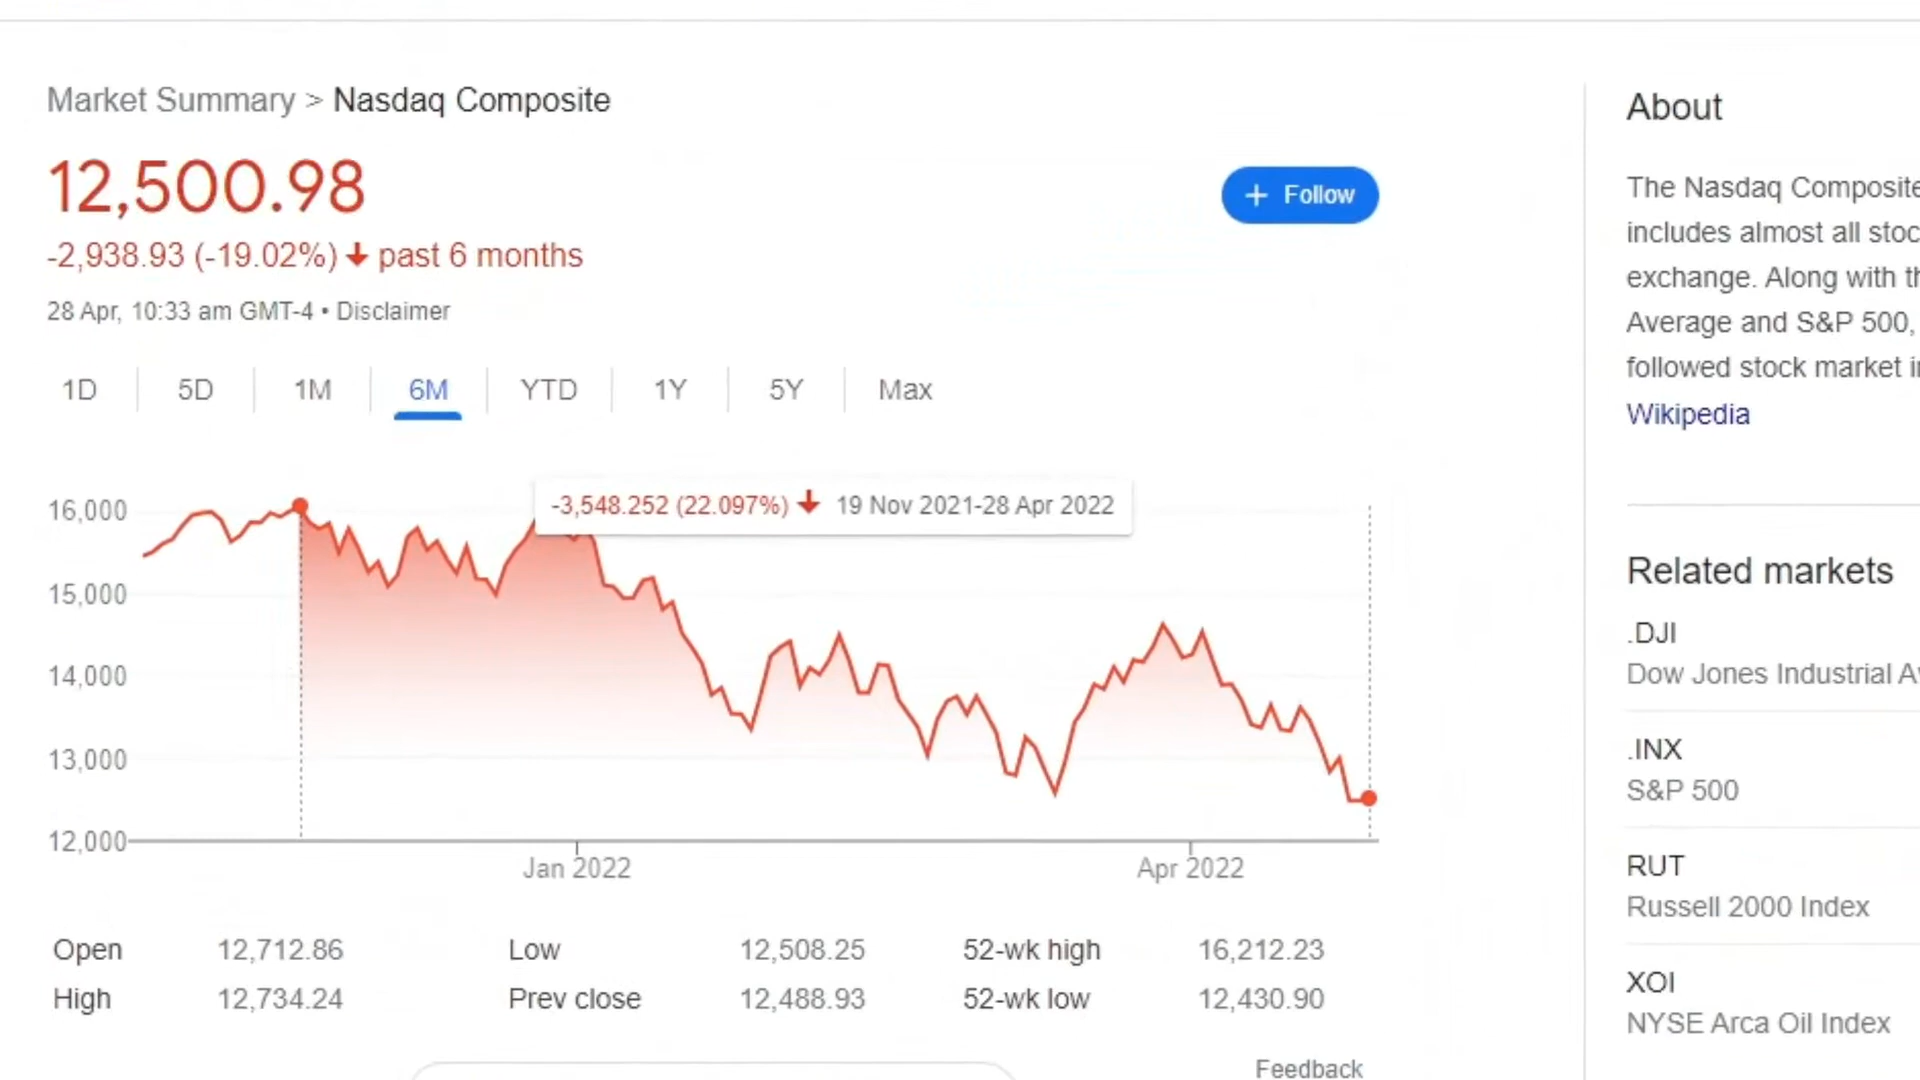 Market Summary > Nasdaq Composite
12,500.98
+ Follow
-2,938.93 (-19.02%) ↓ past 6 months
28 Apr, 10:33 am GMT-4 • Disclaimer
1D 5D 1M 6M YTD 1Y 5Y Max
-3,548.252 (22.097%) ↓ 19 Nov 2021-28 Apr 2022
16,000
15,000
14,000
13,000
12,000
Jan 2022 Apr 2022
Open 12,712.86 Low 12,508.25 52-wk high 16,212.23
High 12,734.24 Prev close 12,488.93 52-wk low 12,430.90
Feedback
About
The Nasdaq Composite
includes almost all stoc
exchange. Along with th
Average and S&P 500,
followed stock market i
Wikipedia
Related markets
.DJI
Dow Jones Industrial Av
.INX
S&P 500
RUT
Russell 2000 Index
XOI
NYSE Arca Oil Index